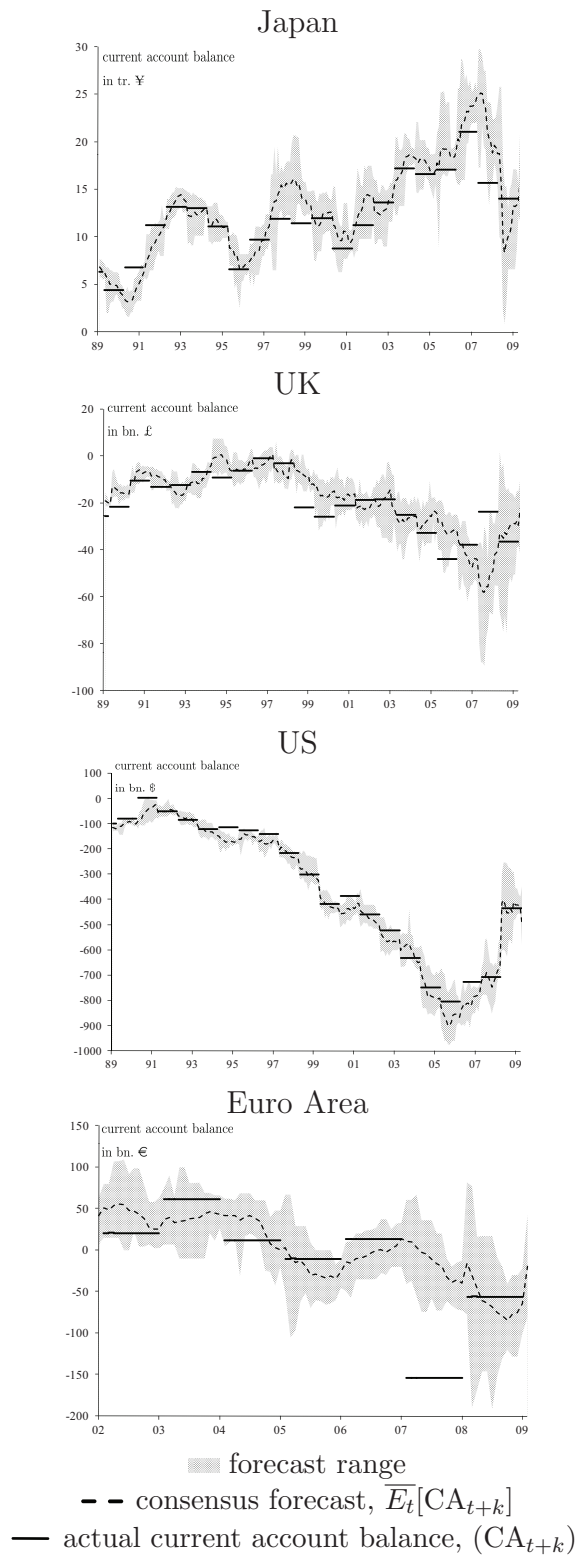 Japan
current account balance
in tr. ¥
30
25
20
15
10
5
0
89 91 93 95 97 99 01 03 05 07 09
UK
current account balance
in bn. £
20
0
-20
-40
-60
-80
-100
89 91 93 95 97 99 01 03 05 07 09
US
current account balance
in bn. $
100
0
-100
-200
-300
-400
-500
-600
-700
-800
-900
-1000
89 91 93 95 97 99 01 03 05 07 09
Euro Area
current account balance
in bn. €
150
100
50
0
-50
-100
-150
-200
02 03 04 05 06 07 08 09
forecast range
consensus forecast, $\overline{E_t}$[CA$_{t+k}$]
actual current account balance, (CA$_{t+k}$)